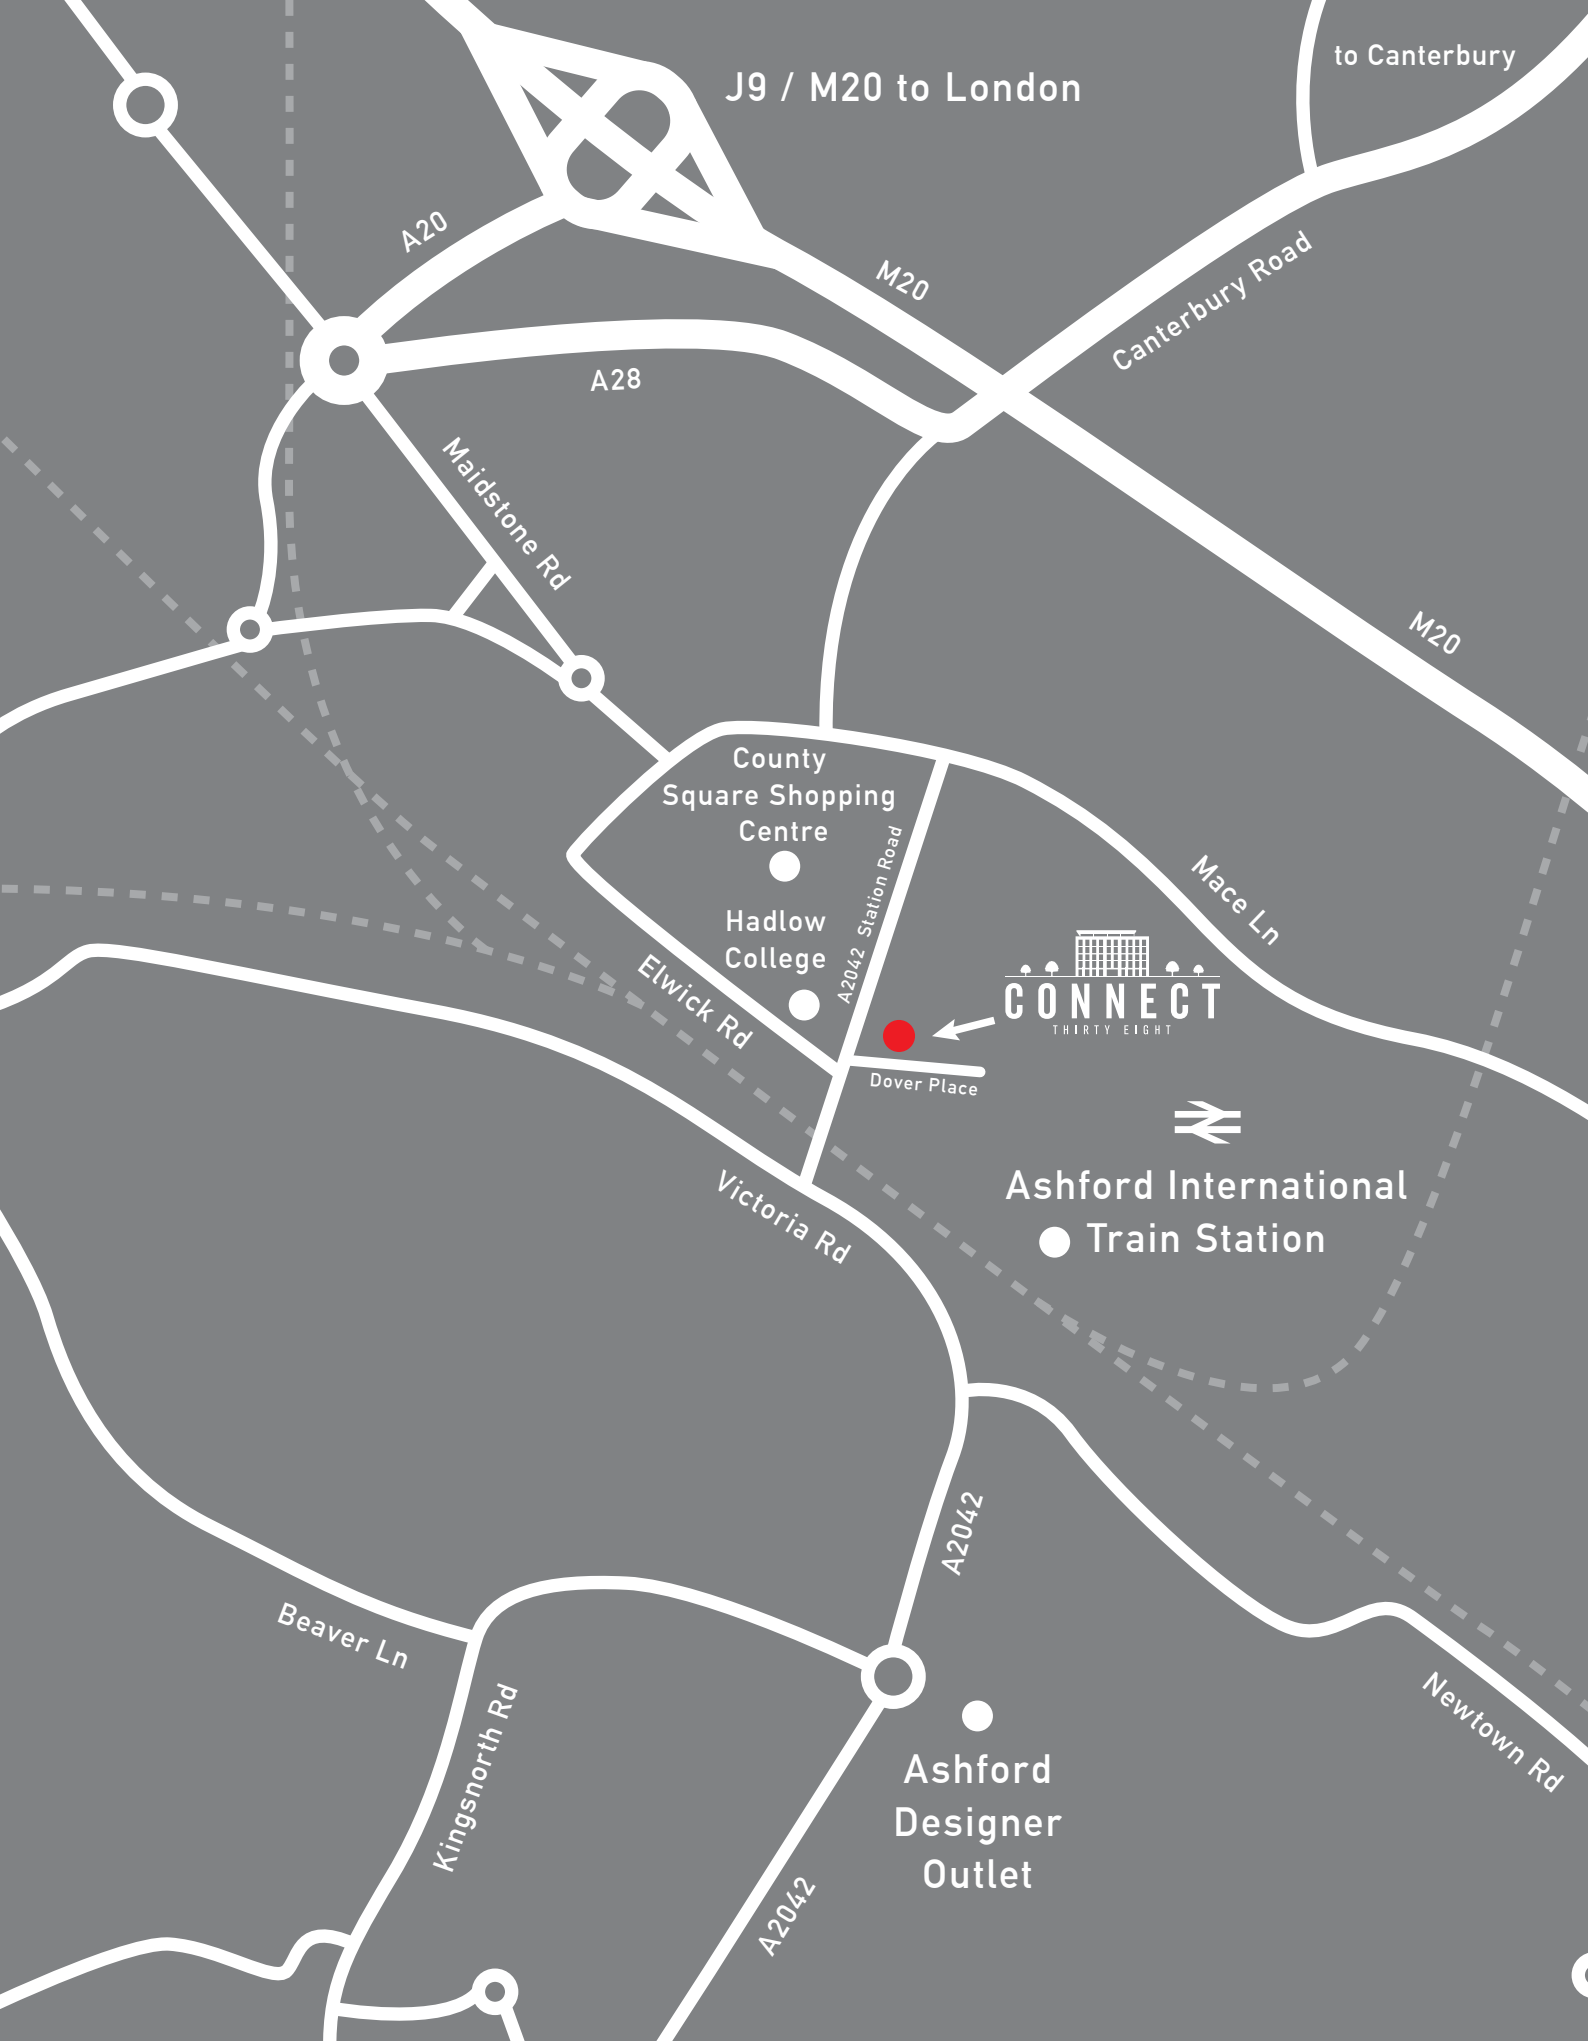 to Canterbury
J9 / M20 to London
A20
M20
Canterbury Road
A28
Maidstone Rd
M20
County
Square Shopping
Centre
A2042 Station Road
Mace Ln
Hadlow
College
Elwick Rd
CONNECT
THIRTY EIGHT
Dover Place
Ashford International
Train Station
Victoria Rd
A2042
Beaver Ln
Kingsnorth Rd
Newtown Rd
Ashford
Designer
Outlet
A2042